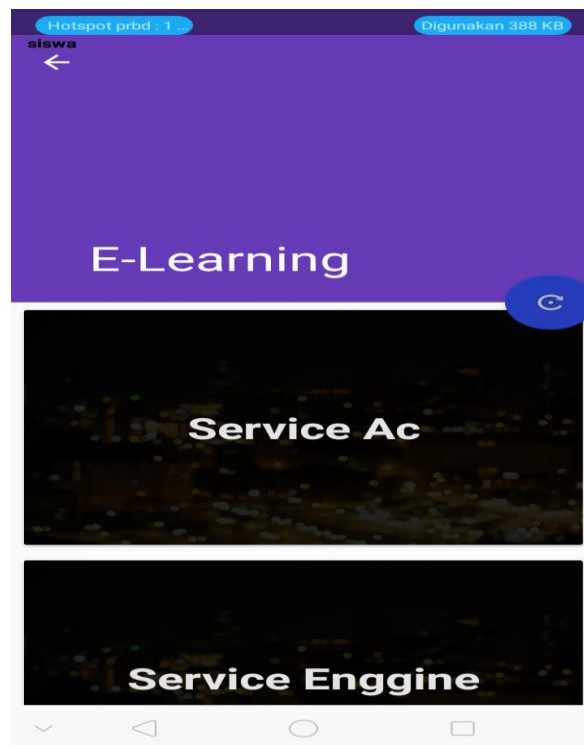 Hotspot prbd : 1 ... Digunakan 388 KB
siswa
E-Learning
Service Ac
Service Enggine